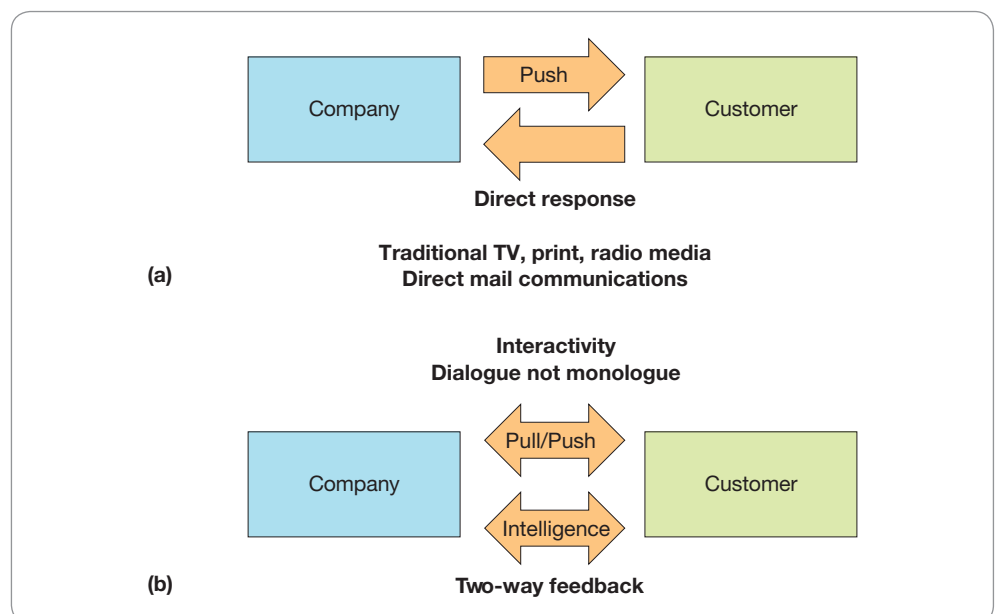 Company
Push
Customer
Direct response
Traditional TV, print, radio media
Direct mail communications
(a)
Interactivity
Dialogue not monologue
Company
Pull/Push
Customer
Intelligence
Two-way feedback
(b)